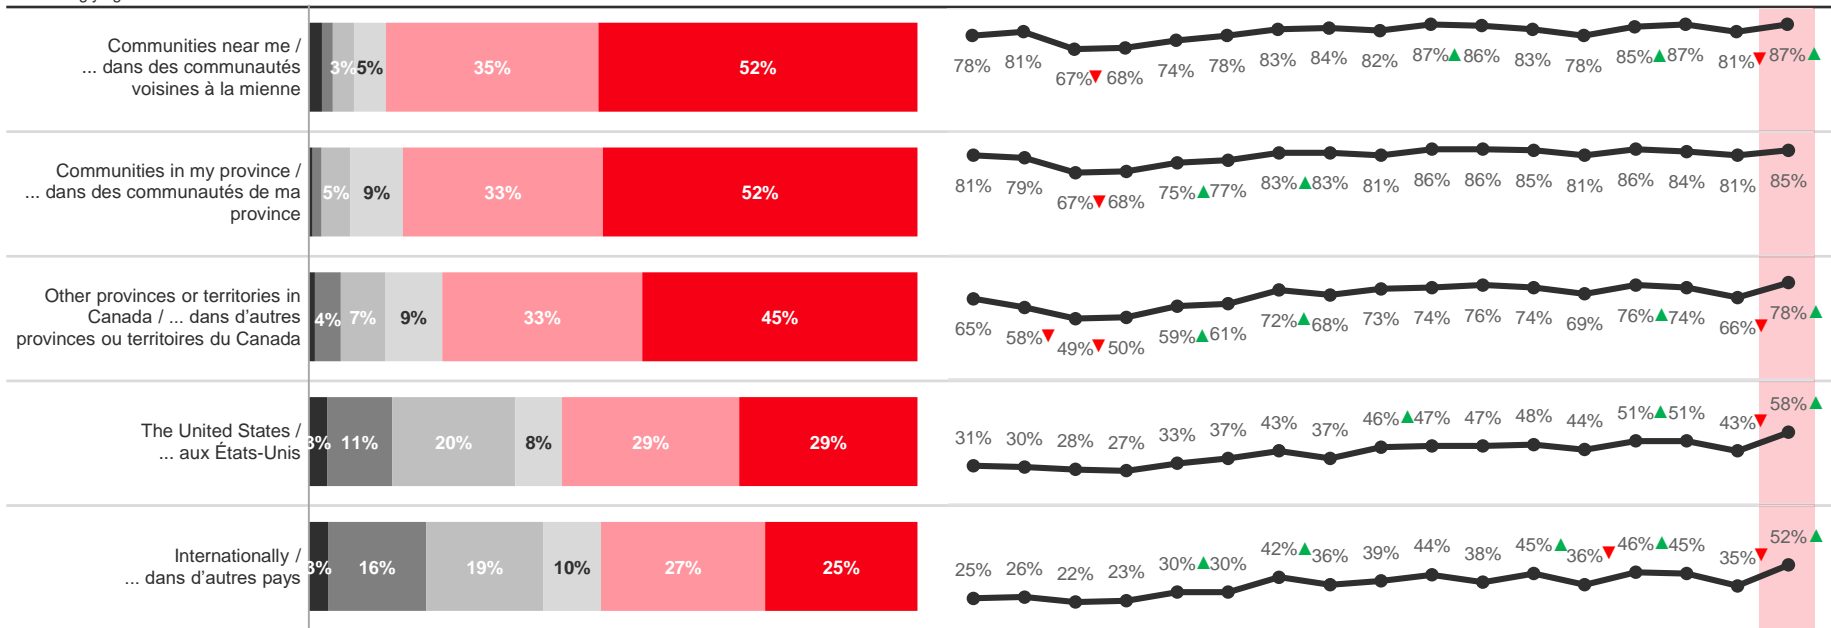 Communities near me /
... dans des communautés
voisines à la mienne
3% 5% 35% 52%
78% 81% 67% 68% 74% 78% 83% 84% 82% 87% 86% 83% 78% 85% 87% 81% 87%
Communities in my province /
... dans des communautés de ma
province
5% 9% 33% 52%
81% 79% 67% 68% 75% 77% 83% 83% 81% 86% 86% 85% 81% 86% 84% 81% 85%
Other provinces or territories in
Canada / ... dans d'autres
provinces ou territoires du Canada
4% 7% 9% 33% 45%
65% 58% 49% 50% 59% 61% 72% 68% 73% 74% 76% 74% 69% 76% 74% 66% 78%
The United States /
... aux États-Unis
3% 11% 20% 8% 29% 29%
31% 30% 28% 27% 33% 37% 43% 37% 46% 47% 47% 48% 44% 51% 51% 43% 58%
Internationally /
... dans d'autres pays
3% 16% 19% 10% 27% 25%
25% 26% 22% 23% 30% 30% 42% 36% 39% 44% 38% 45% 36% 46% 45% 35% 52%